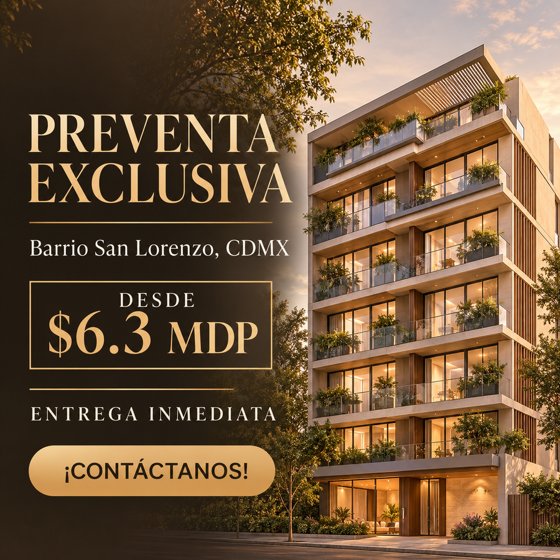 PREVENTA
EXCLUSIVA
Barrio San Lorenzo, CDMX
DESDE
$6.3 MDP
ENTREGA INMEDIATA
¡CONTÁCTANOS!